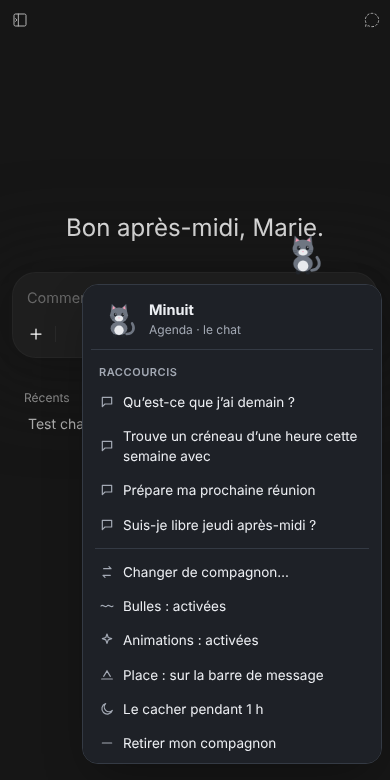 Bon après-midi, Marie.
Minuit
Agenda · le chat
RACCOURCIS
Qu’est-ce que j’ai demain ?
Trouve un créneau d’une heure cette
semaine avec
Prépare ma prochaine réunion
Suis-je libre jeudi après-midi ?
Changer de compagnon…
Bulles : activées
Animations : activées
Place : sur la barre de message
Le cacher pendant 1 h
Retirer mon compagnon
Récents
Test